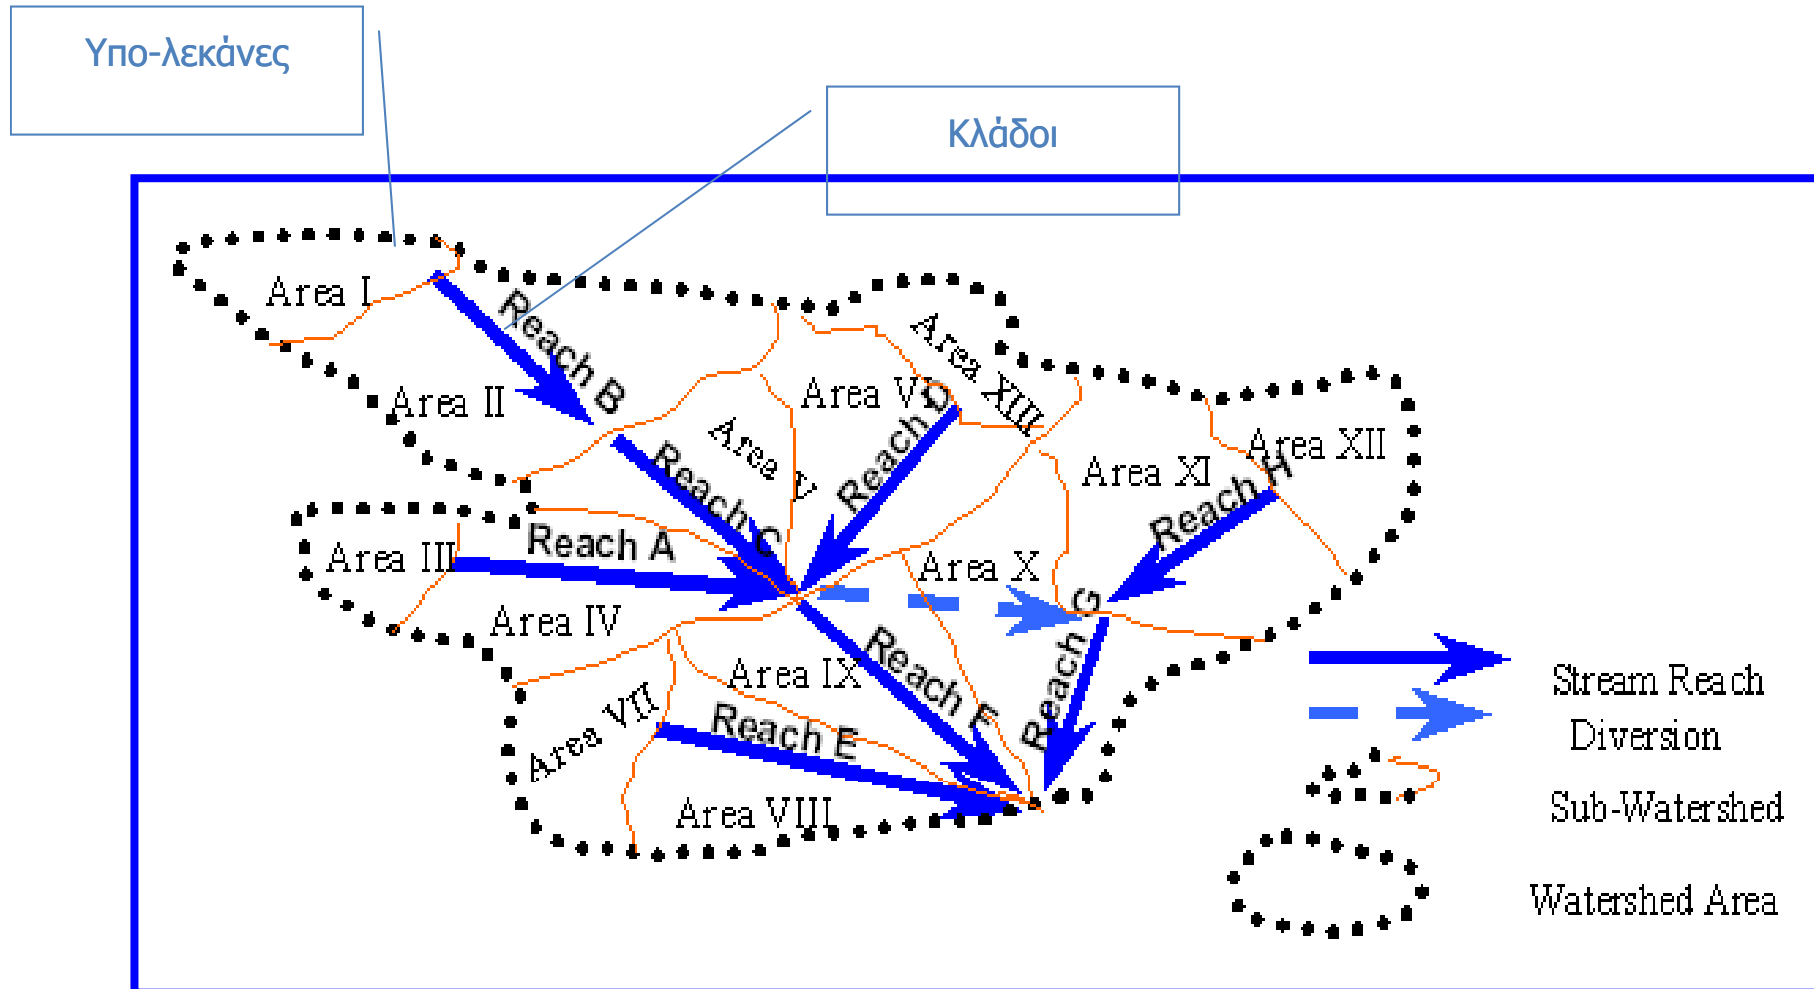 Υπο-λεκάνες
Κλάδοι
Area I
Reach B
Area XIII
Area II
Area V
Reach D
Area V
Reach C
Area XI
Area XII
Reach H
Area III
Reach A
Area X
Area IV
Reach G
Area IX
Reach F
Area VII
Reach E
Area VIII
Stream Reach
Diversion
Sub-Watershed
Watershed Area